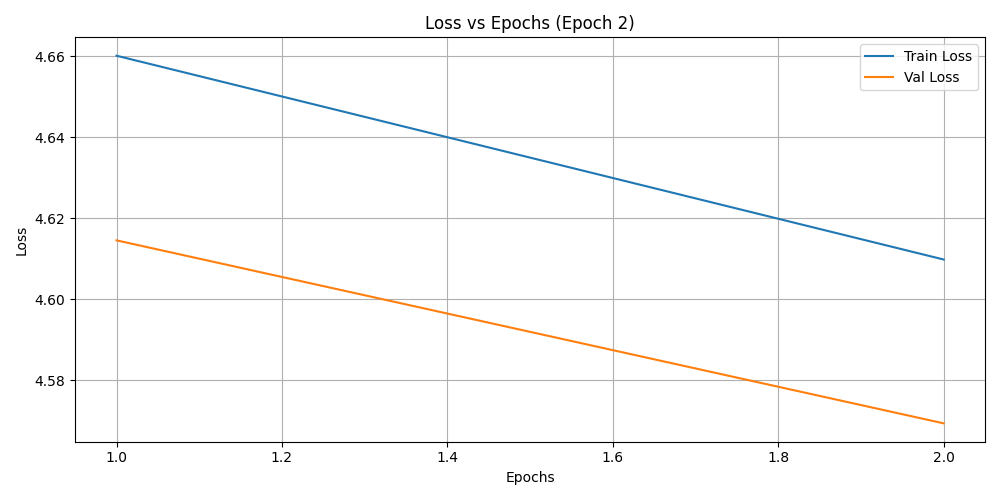 Loss vs Epochs (Epoch 2)
Train Loss
Val Loss
4.66
4.64
4.62
4.60
4.58
Loss
1.0 1.2 1.4 1.6 1.8 2.0
Epochs